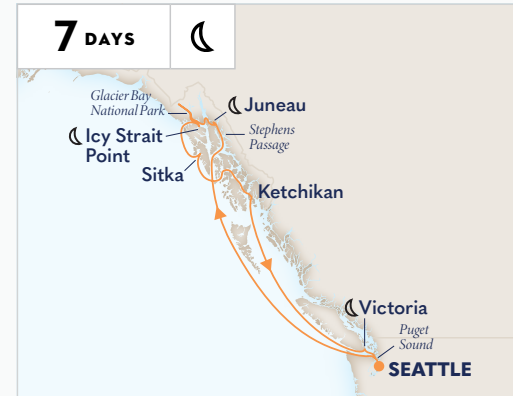 7 DAYS
Glacier Bay
National Park
Juneau
Icy Strait
Point
Stephens
Passage
Sitka
Ketchikan
Victoria
Puget
Sound
SEATTLE